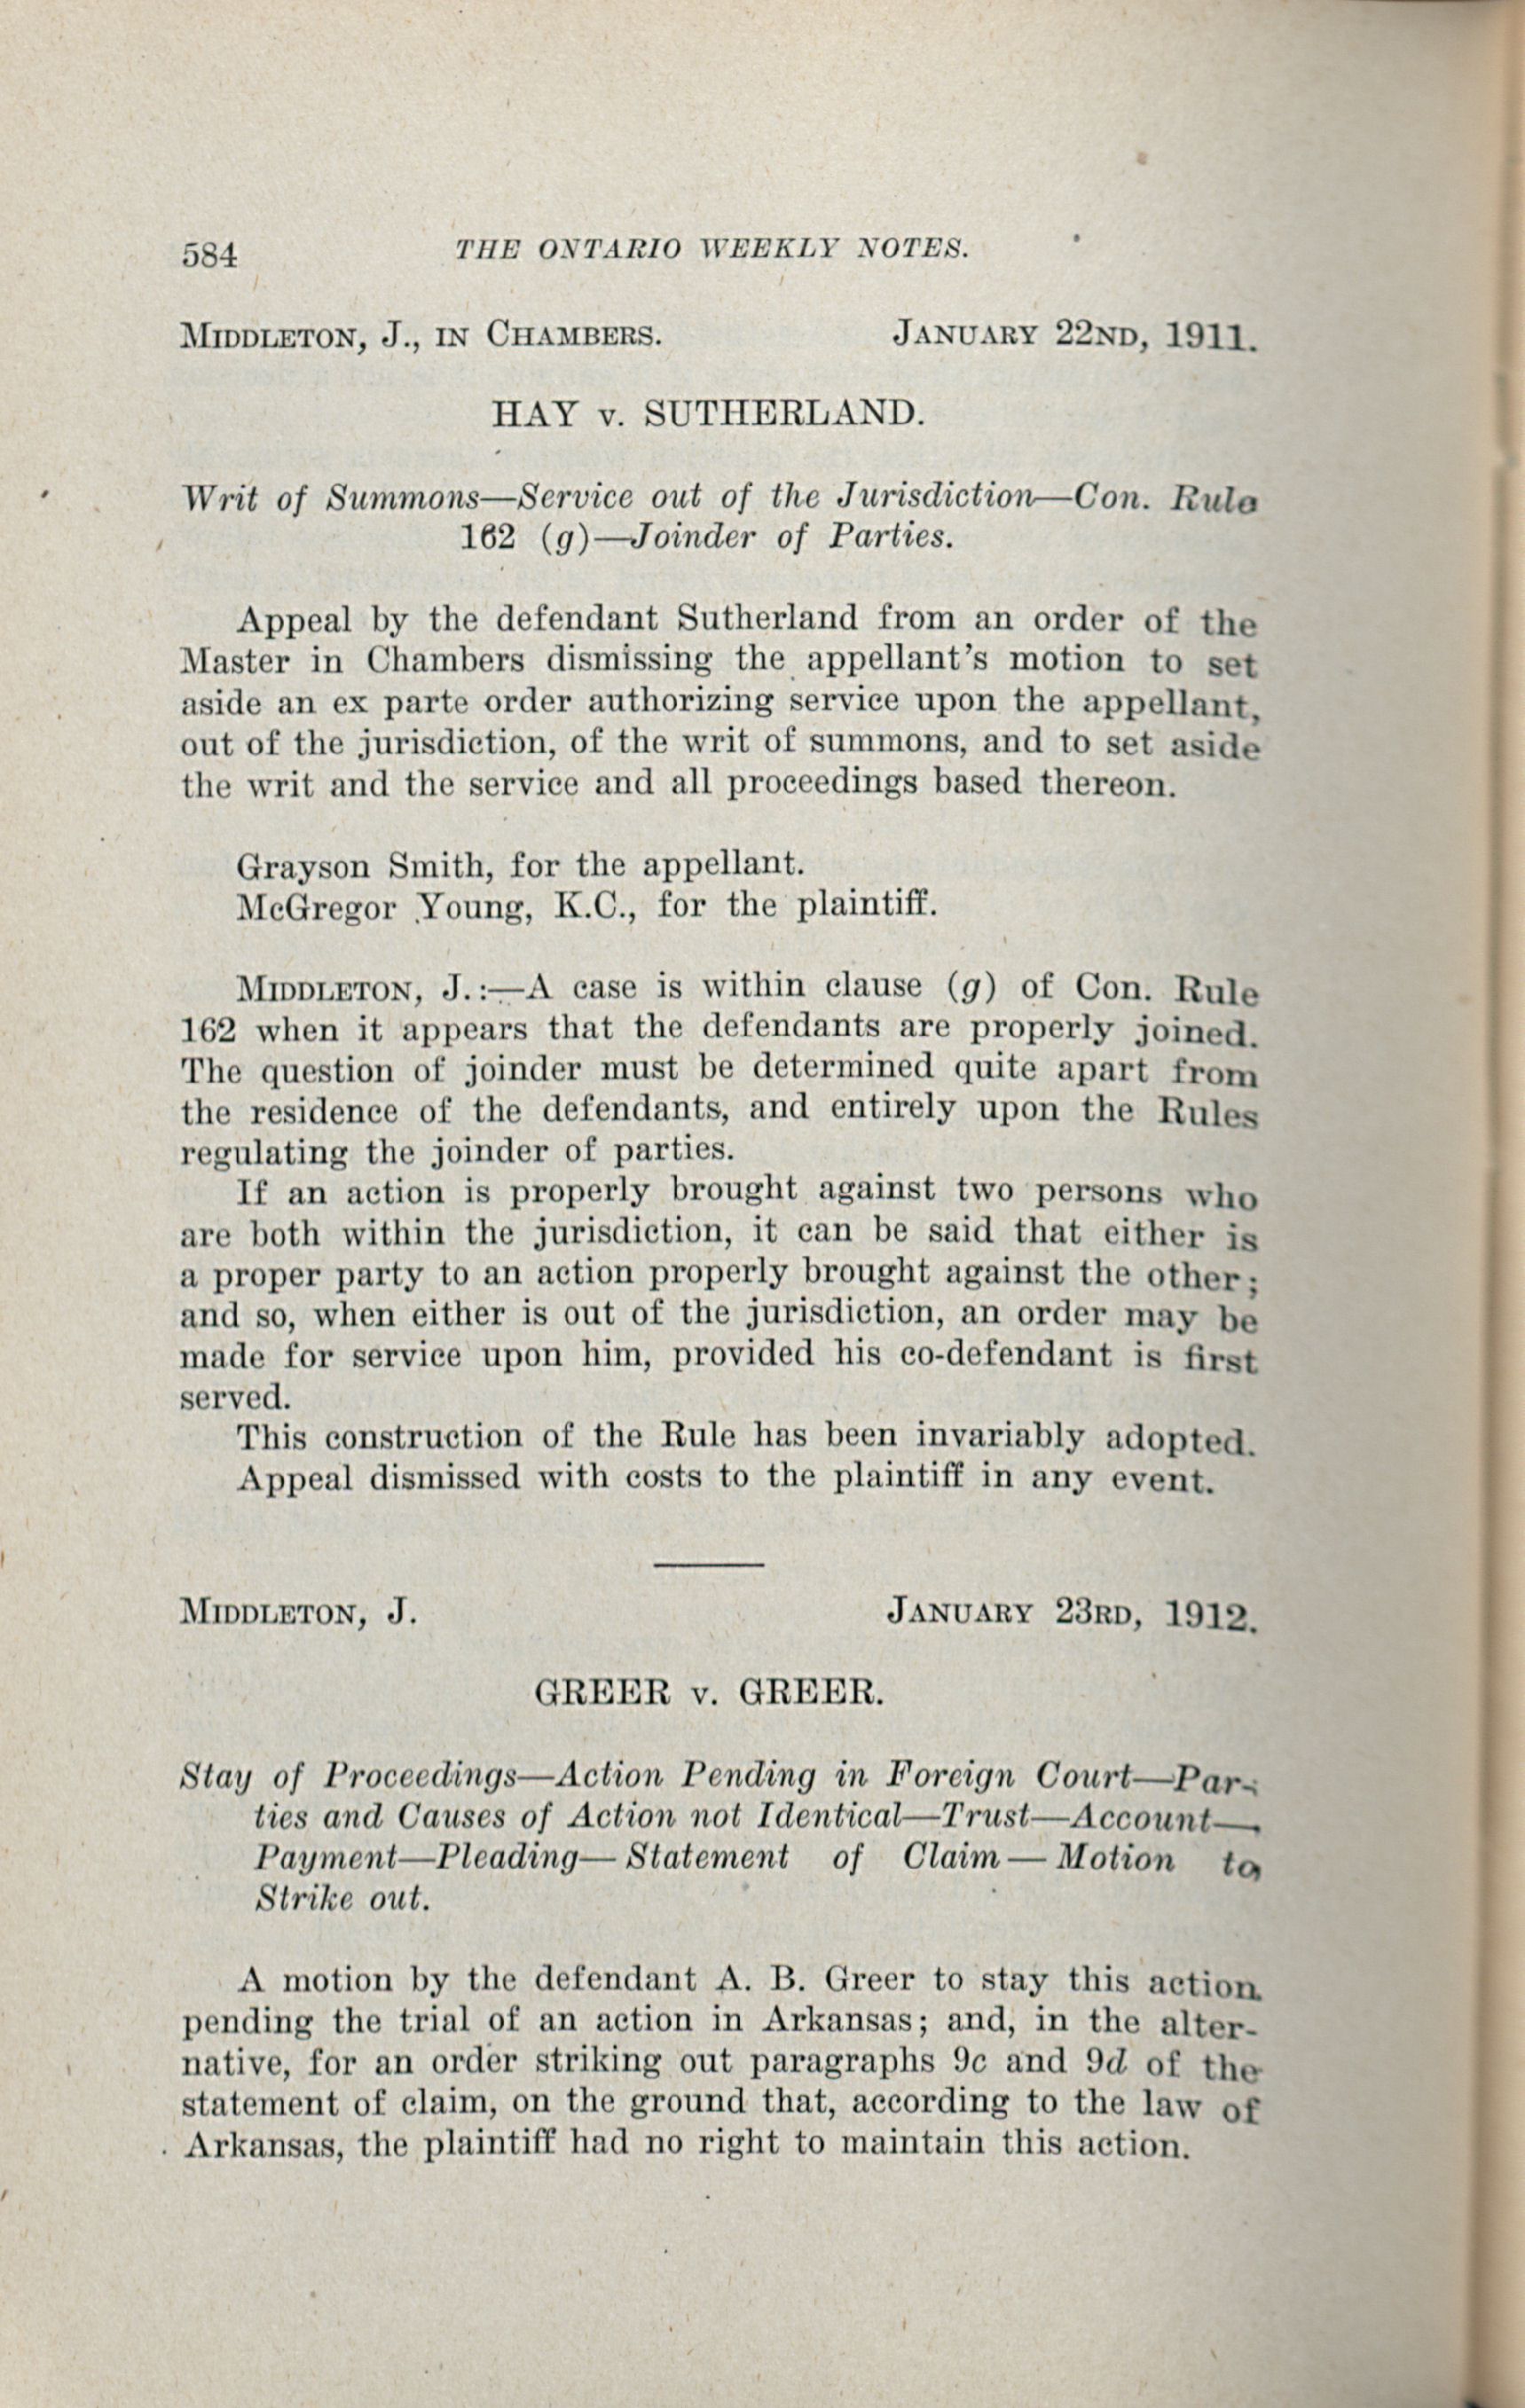 584 THE ONTARIO WEEKLY NOTES.
MIDDLETON, J., IN CHAMBERS. JANUARY 22ND, 1911.
HAY v. SUTHERLAND.
Writ of Summons—Service out of the Jurisdiction—Con. Rule
162 (g)—Joinder of Parties.
Appeal by the defendant Sutherland from an order of the
Master in Chambers dismissing the appellant's motion to set
aside an ex parte order authorizing service upon the appellant,
out of the jurisdiction, of the writ of summons, and to set aside
the writ and the service and all proceedings based thereon.
Grayson Smith, for the appellant.
McGregor Young, K.C., for the plaintiff.
MIDDLETON, J.:—A case is within clause (g) of Con. Rule
162 when it appears that the defendants are properly joined.
The question of joinder must be determined quite apart from
the residence of the defendants, and entirely upon the Rules
regulating the joinder of parties.
If an action is properly brought against two persons who
are both within the jurisdiction, it can be said that either is
a proper party to an action properly brought against the other;
and so, when either is out of the jurisdiction, an order may be
made for service upon him, provided his co-defendant is first
served.
This construction of the Rule has been invariably adopted.
Appeal dismissed with costs to the plaintiff in any event.
MIDDLETON, J. JANUARY 23RD, 1912.
GREER v. GREER.
Stay of Proceedings—Action Pending in Foreign Court—Par-
ties and Causes of Action not Identical—Trust—Account—
Payment—Pleading—Statement of Claim—Motion to
Strike out.
A motion by the defendant A. B. Greer to stay this action
pending the trial of an action in Arkansas; and, in the alter-
native, for an order striking out paragraphs 9c and 9d of the
statement of claim, on the ground that, according to the law of
Arkansas, the plaintiff had no right to maintain this action.